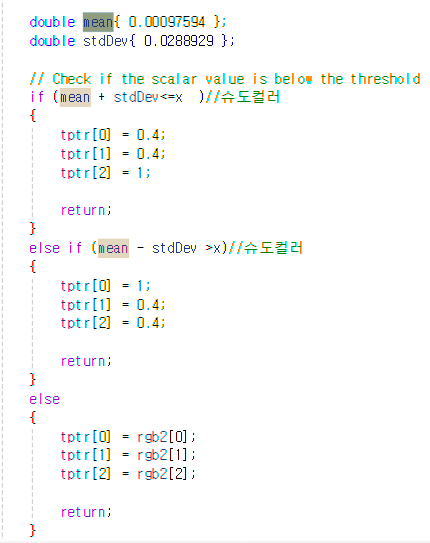 double mean{ 0.00097594 };
double stdDev{ 0.0288929 };
// Check if the scalar value is below the threshold
if (mean + stdDev<=x  )//슈도컬러
{
tptr[0] = 0.4;
tptr[1] = 0.4;
tptr[2] = 1;
return;
}
else if (mean - stdDev >x)//슈도컬러
{
tptr[0] = 1;
tptr[1] = 0.4;
tptr[2] = 0.4;
return;
}
else
{
tptr[0] = rgb2[0];
tptr[1] = rgb2[1];
tptr[2] = rgb2[2];
return;
}